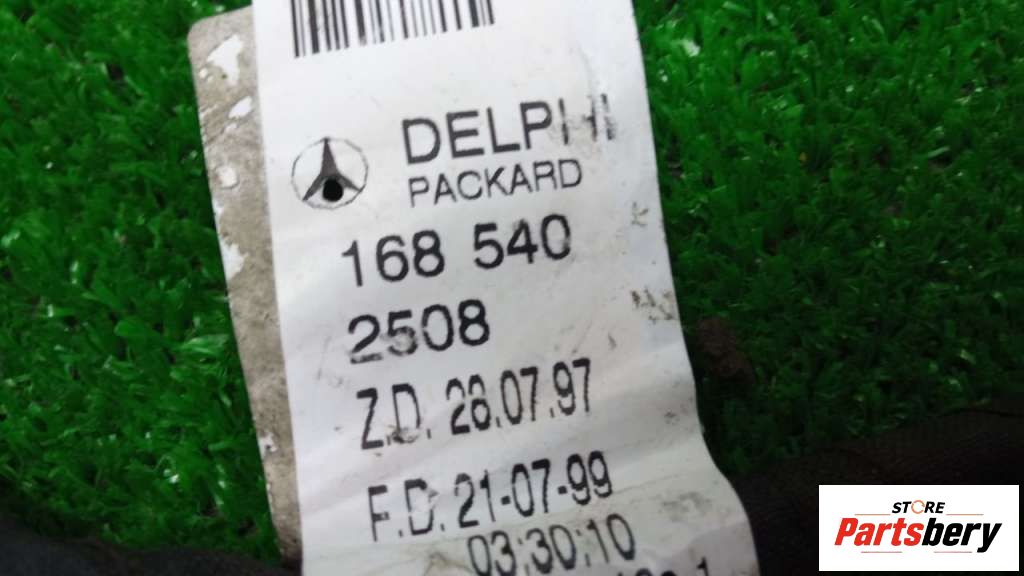 DELPHI
PACKARD
168 540
2508
Z.D. 28.07.97
F.D. 21-07-99
03:30:10
STORE
Partsbery